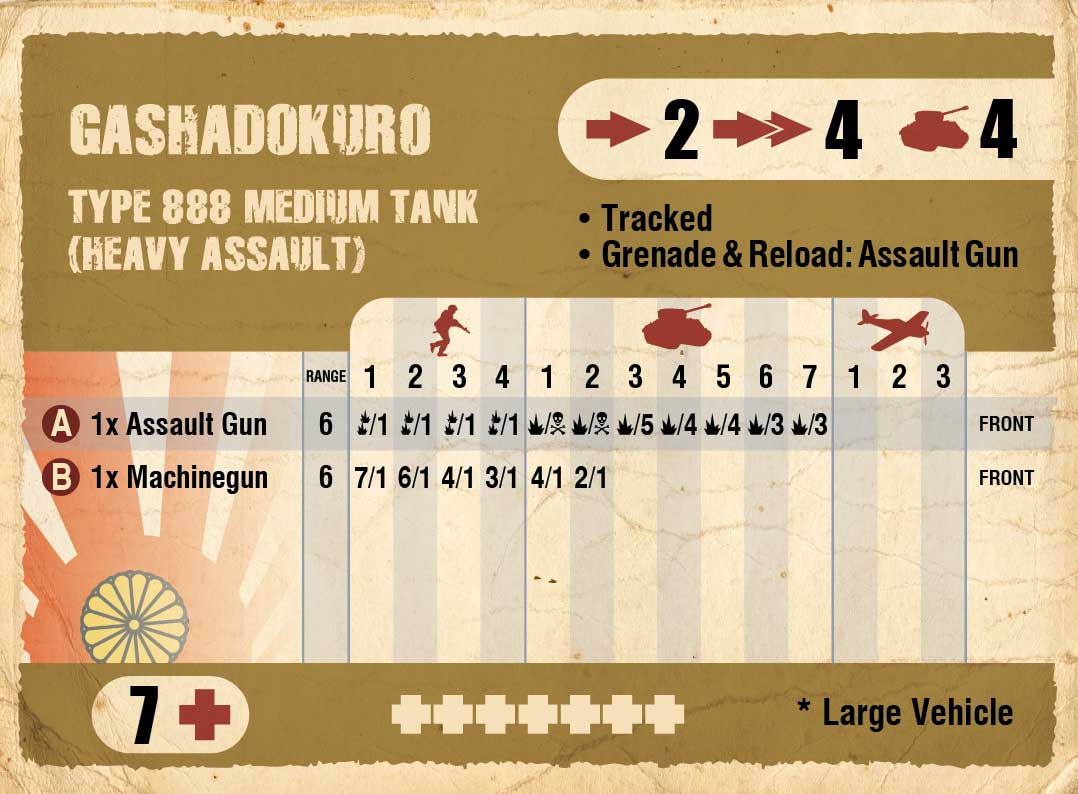 GASHADOKURO
2 4 4
TYPE 888 MEDIUM TANK
(HEAVY ASSAULT)
• Tracked
• Grenade & Reload: Assault Gun
RANGE 1 2 3 4 1 2 3 4 5 6 7 1 2 3
A 1x Assault Gun 6 /1 /1 /1 /1 / / /5 /4 /4 /3 /3 FRONT
B 1x Machinegun 6 7/1 6/1 4/1 3/1 4/1 2/1 FRONT
7
* Large Vehicle